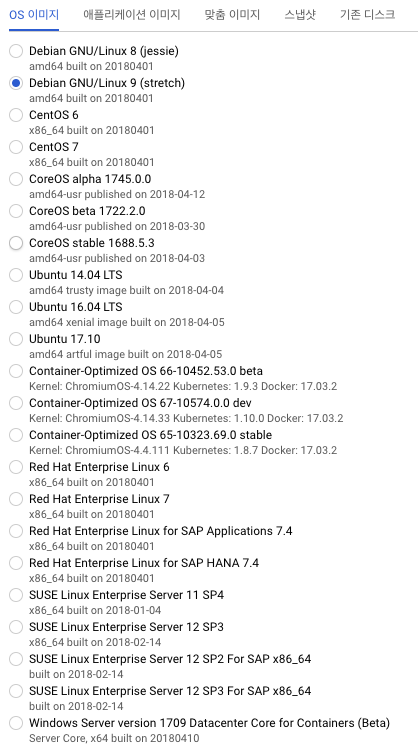 OS 이미지 애플리케이션 이미지 맞춤 이미지 스냅샷 기존 디스크
Debian GNU/Linux 8 (jessie)
amd64 built on 20180401
Debian GNU/Linux 9 (stretch)
amd64 built on 20180401
CentOS 6
x86_64 built on 20180401
CentOS 7
x86_64 built on 20180401
CoreOS alpha 1745.0.0
amd64-usr published on 2018-04-12
CoreOS beta 1722.2.0
amd64-usr published on 2018-03-30
CoreOS stable 1688.5.3
amd64-usr published on 2018-04-03
Ubuntu 14.04 LTS
amd64 trusty image built on 2018-04-04
Ubuntu 16.04 LTS
amd64 xenial image built on 2018-04-05
Ubuntu 17.10
amd64 artful image built on 2018-04-05
Container-Optimized OS 66-10452.53.0 beta
Kernel: ChromiumOS-4.14.22 Kubernetes: 1.9.3 Docker: 17.03.2
Container-Optimized OS 67-10574.0.0 dev
Kernel: ChromiumOS-4.14.33 Kubernetes: 1.10.0 Docker: 17.03.2
Container-Optimized OS 65-10323.69.0 stable
Kernel: ChromiumOS-4.4.111 Kubernetes: 1.8.7 Docker: 17.03.2
Red Hat Enterprise Linux 6
x86_64 built on 20180401
Red Hat Enterprise Linux 7
x86_64 built on 20180401
Red Hat Enterprise Linux for SAP Applications 7.4
x86_64 built on 20180401
Red Hat Enterprise Linux for SAP HANA 7.4
x86_64 built on 20180401
SUSE Linux Enterprise Server 11 SP4
x86_64 built on 2018-01-04
SUSE Linux Enterprise Server 12 SP3
x86_64 built on 2018-02-14
SUSE Linux Enterprise Server 12 SP2 For SAP x86_64
built on 2018-02-14
SUSE Linux Enterprise Server 12 SP3 For SAP x86_64
built on 2018-02-14
Windows Server version 1709 Datacenter Core for Containers (Beta)
Server Core, x64 built on 20180410